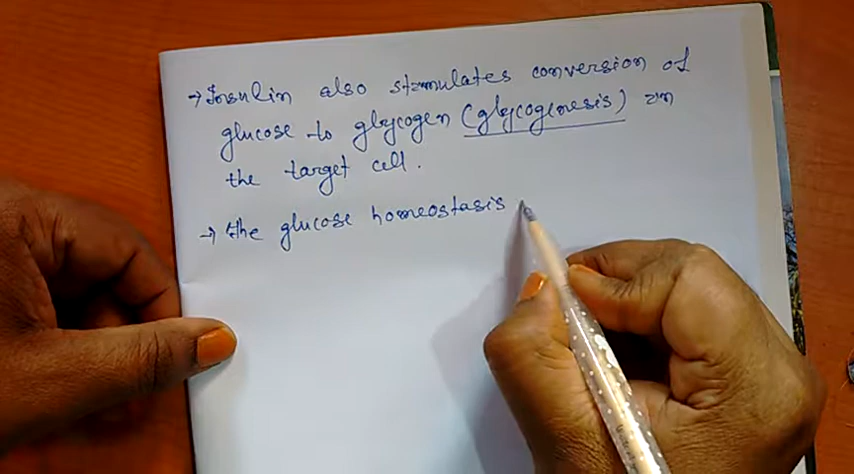 → Insulin also stimulates conversion of
glucose to glycogen (glycogenesis) in
the target cell.
→ the glucose homeostasis